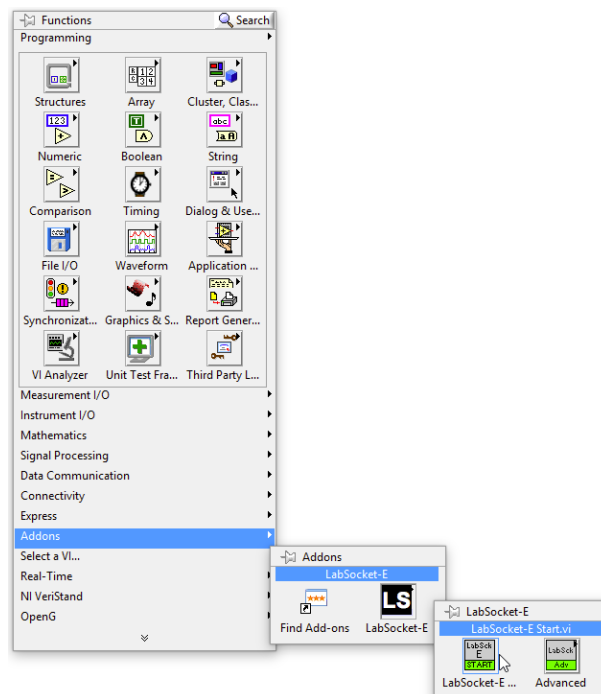 Functions Search
Programming
Structures Array Cluster, Clas...
123
Numeric Boolean String
Comparison Timing Dialog & Use...
File I/O Waveform Application ...
Synchronizat... Graphics & S... Report Gener...
VI Analyzer Unit Test Fra... Third Party L...
Measurement I/O
Instrument I/O
Mathematics
Signal Processing
Data Communication
Connectivity
Express
Addons
Select a VI...
Real-Time
NI VeriStand
OpenG
Addons
LabSocket-E
LS
Find Add-ons LabSocket-E
LabSocket-E
LabSocket-E Start.vi
LabSck LabSck
E
START Adv
LabSocket-E ... Advanced